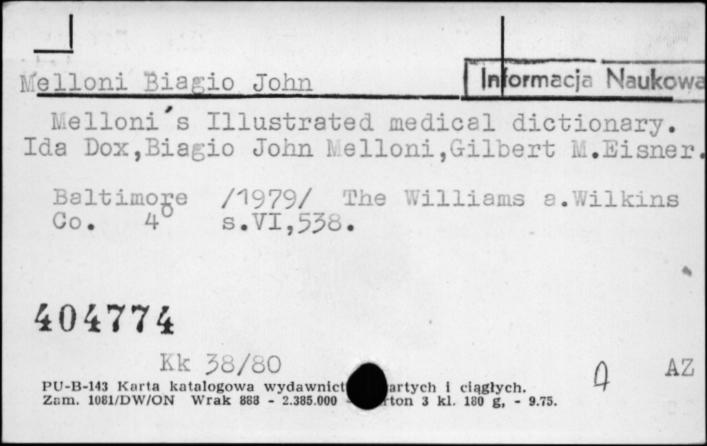 Melloni Biagio John
Informacja Naukowa
Melloni's Illustrated medical dictionary.
Ida Dox,Biagio John Melloni,Gilbert M.Eisner.
Baltimore /1979/ The Williams a.Wilkins
Co. 4° s.VI,538.
404774
Kk 38/80
AZ
PU-B-143 Karta katalogowa wydawnict artych i ciągłych.
Zam. 1081/DW/ON Wrak 888 - 2.385.000 - rton 3 kl. 180 g, - 9.75.